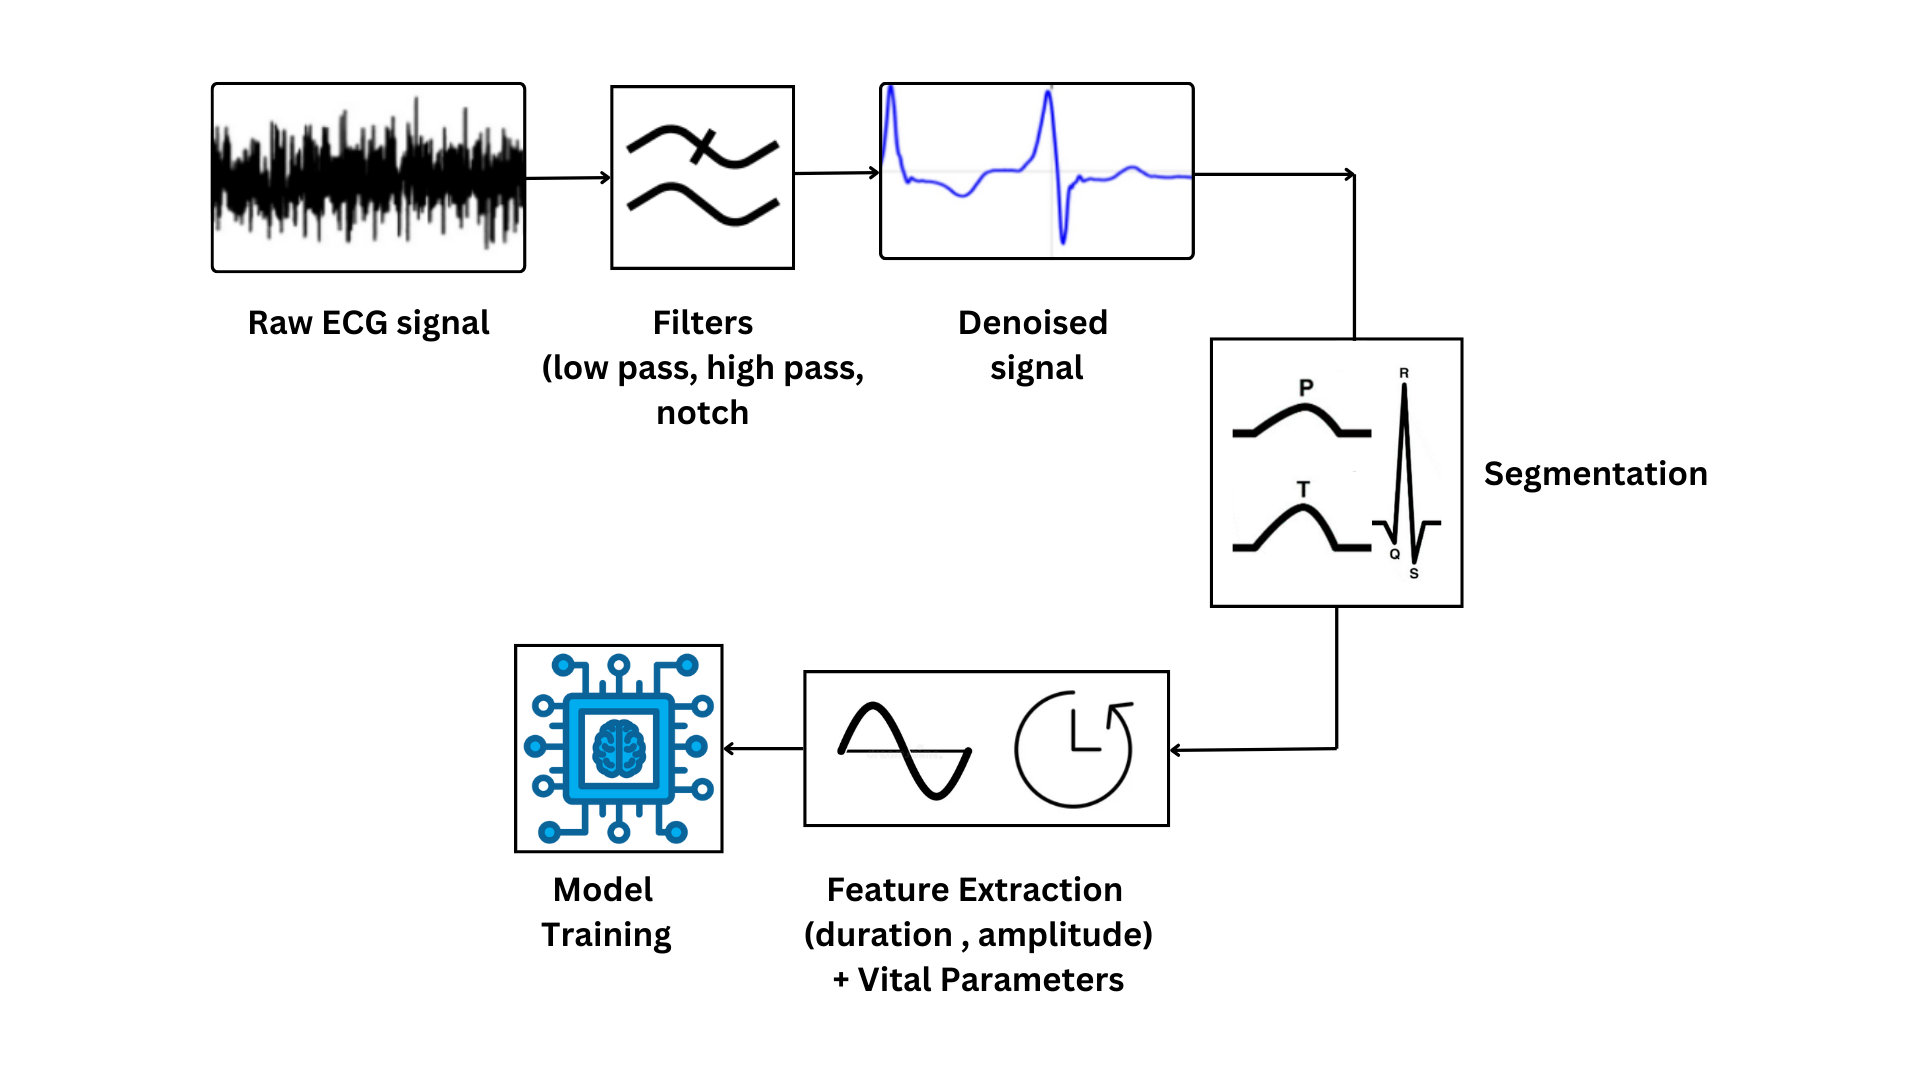 Raw ECG signal
Filters
(low pass, high pass,
notch
Denoised
signal
P
R
T
Q
S
Segmentation
Model
Training
Feature Extraction
(duration , amplitude)
+ Vital Parameters